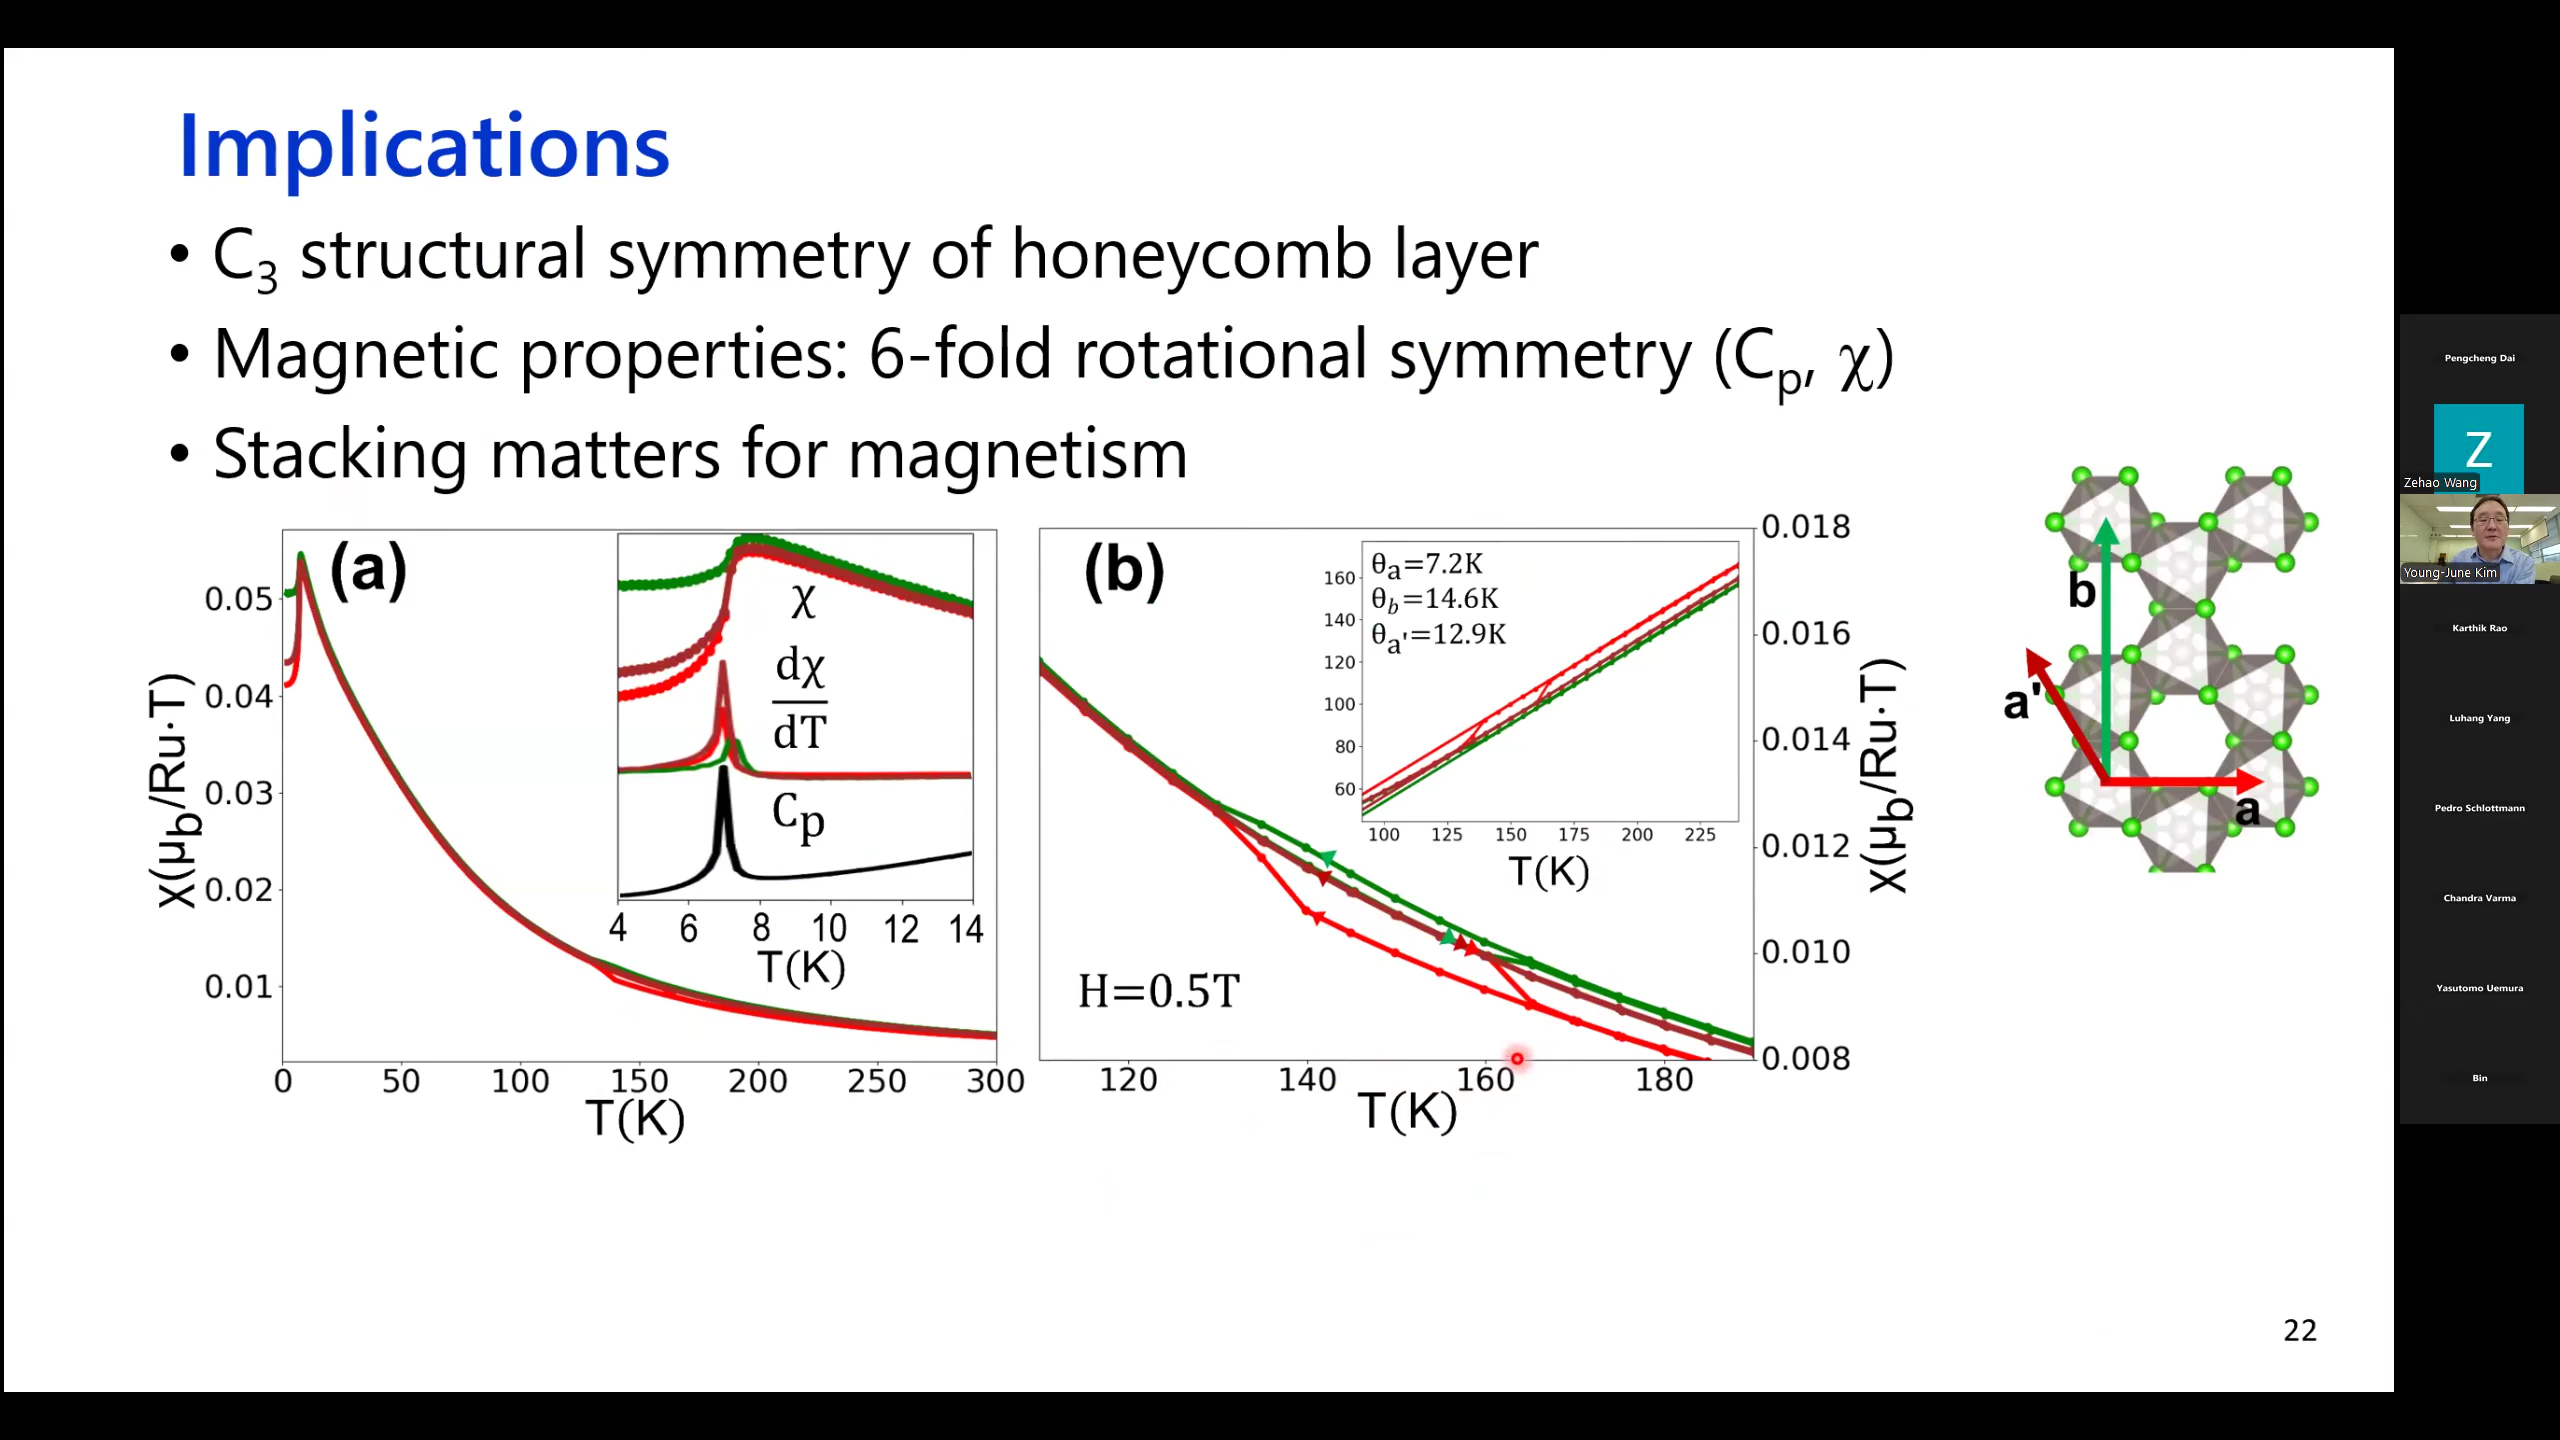 Implications
• C₃ structural symmetry of honeycomb layer
• Magnetic properties: 6-fold rotational symmetry (Cₚ, χ)
• Stacking matters for magnetism
(a)
χ(μb/Ru·T)
0.05
0.04
0.03
0.02
0.01
0 50 100 150 200 250 300
T(K)
χ
dχ
dT
Cp
4 6 8 10 12 14
T(K)
(b)
H=0.5T
θa=7.2K
θb=14.6K
θa'=12.9K
160
140
120
100
80
60
100 125 150 175 200 225
T(K)
0.018
0.016
0.014
0.012
0.010
0.008
χ(μb/Ru·T)
120 140 160 180
T(K)
b
a'
a
22
Pengcheng Dai
Z
Zehao Wang
Young-June Kim
Karthik Rao
Luhang Yang
Pedro Schlottmann
Chandra Varma
Yasutomo Uemura
Bin